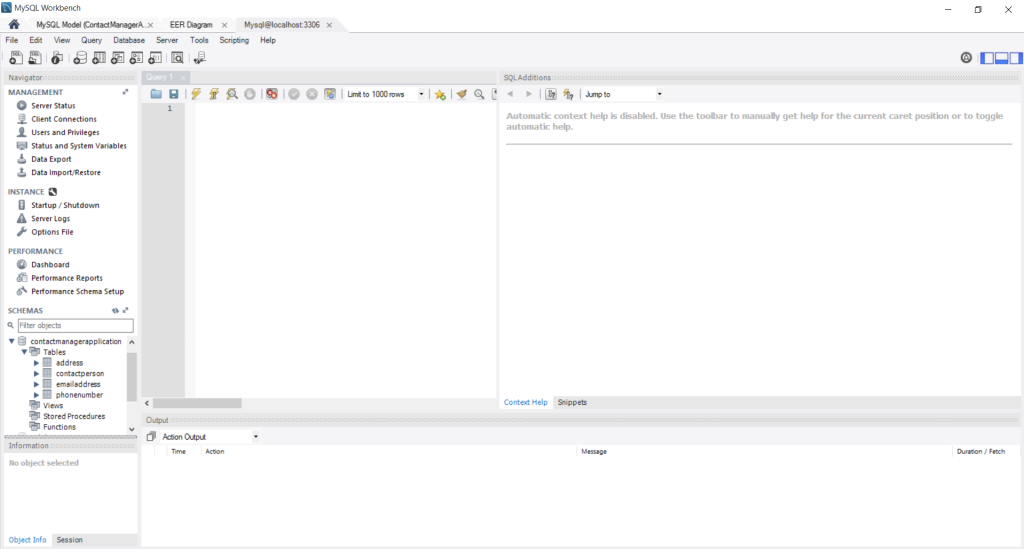 MySQL Workbench
MySQL Model (ContactManagerA... × EER Diagram × Mysql@localhost:3306 ×
File Edit View Query Database Server Tools Scripting Help
Navigator
MANAGEMENT
Server Status
Client Connections
Users and Privileges
Status and System Variables
Data Export
Data Import/Restore
INSTANCE
Startup / Shutdown
Server Logs
Options File
PERFORMANCE
Dashboard
Performance Reports
Performance Schema Setup
SCHEMAS
Filter objects
contactmanagerapplication
Tables
address
contactperson
emailaddress
phonenumber
Views
Stored Procedures
Functions
Information
No object selected
Object Info Session
Query 1 ×
Limit to 1000 rows
1
SQLAdditions
Jump to
Automatic context help is disabled. Use the toolbar to manually get help for the current caret position or to toggle
automatic help.
Context Help Snippets
Output
Action Output
Time Action Message Duration / Fetch